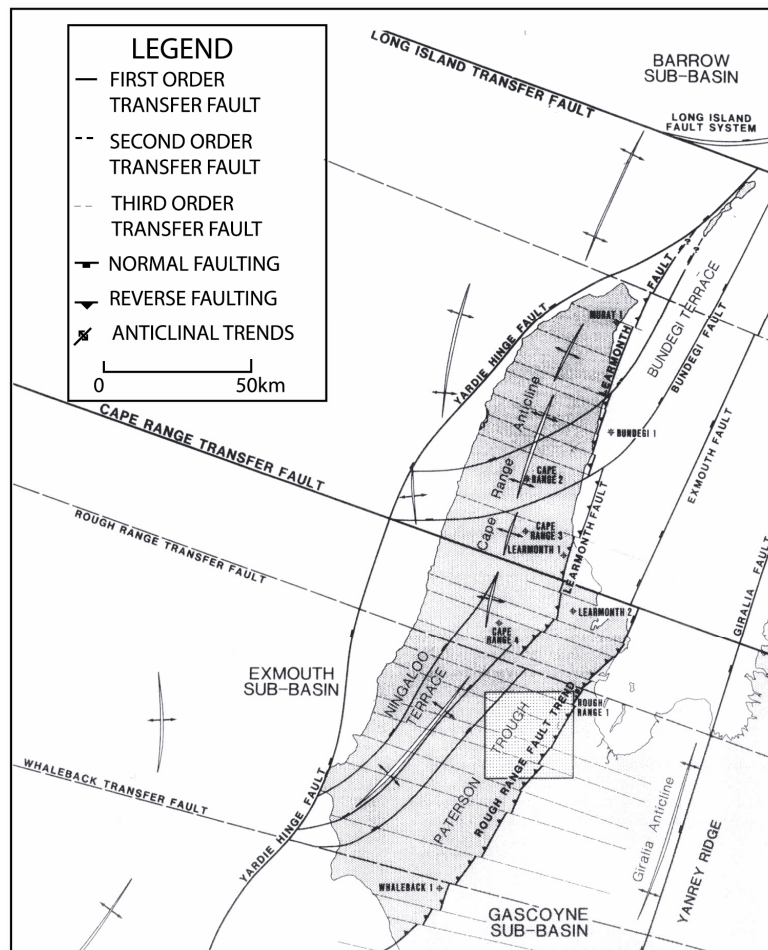 LEGEND
FIRST ORDER
TRANSFER FAULT
SECOND ORDER
TRANSFER FAULT
THIRD ORDER
TRANSFER FAULT
NORMAL FAULTING
REVERSE FAULTING
ANTICLINAL TRENDS
0 50km
LONG ISLAND TRANSFER FAULT
BARROW
SUB-BASIN
LONG ISLAND
FAULT SYSTEM
YARDIE HINGE FAULT
MURAT 1
LEARMONTH FAULT
BUNDEGI TERRACE
BUNDEGI FAULT
CAPE RANGE TRANSFER FAULT
Cape Range Anticline
BUNDEGI 1
CAPE
RANGE 2
EXMOUTH FAULT
ROUGH RANGE TRANSFER FAULT
CAPE
RANGE 3
LEARMONTH 1
LEARMONTH FAULT
GIRALIA FAULT
LEARMONTH 2
CAPE
RANGE 4
EXMOUTH
SUB-BASIN
NINGALOO
TERRACE
ROUGH
RANGE 1
PATERSON TROUGH
ROUGH RANGE FAULT TREND
WHALEBACK TRANSFER FAULT
YARDIE HINGE FAULT
Giralia Anticline
YANREY RIDGE
WHALEBACK 1
GASCOYNE
SUB-BASIN